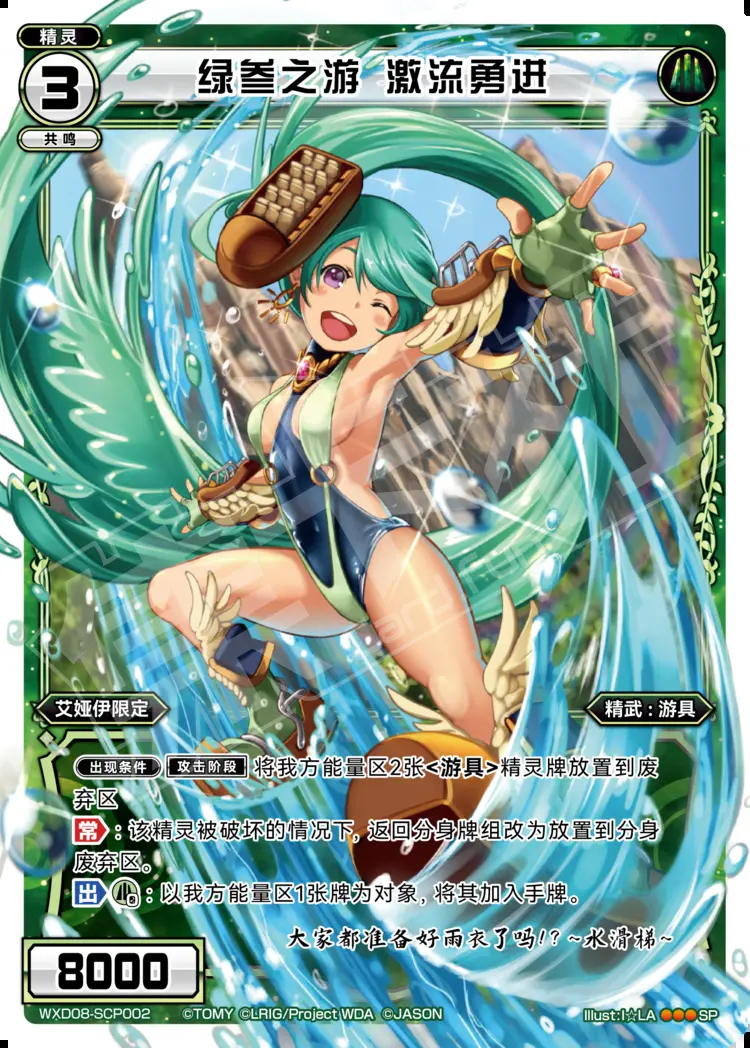 精灵
3
绿参之游 激流勇进
共鸣
艾娅伊限定
精武：游具
出现条件 攻击阶段 将我方能量区2张<游具>精灵牌放置到废
弃区
常：该精灵被破坏的情况下, 返回分身牌组改为放置到分身
废弃区。
出 0：以我方能量区1张牌为对象, 将其加入手牌。
大家都准备好雨衣了吗!? ~水滑梯~
8000
WXD08-SCP002 ©TOMY ©LRIG/Project WDA ©JASON Illust:I☆LA SP